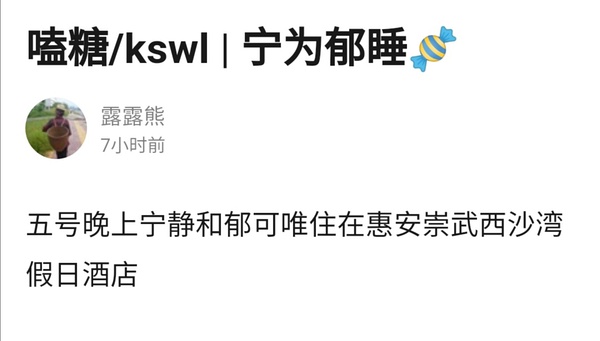 嗑糖/kswl | 宁为郁睡🍬
露露熊
7小时前
五号晚上宁静和郁可唯住在惠安崇武西沙湾
假日酒店